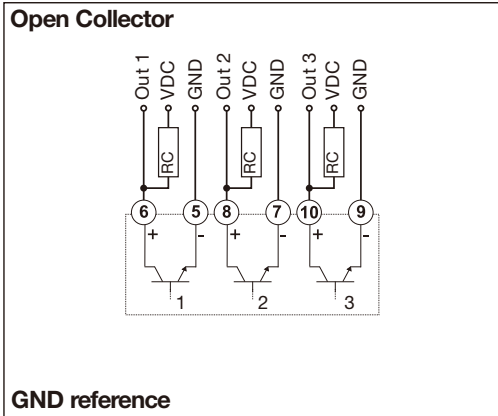 Open Collector
Out 1 VDC GND Out 2 VDC GND Out 3 VDC GND
RC RC RC
6 5 8 7 10 9
+ - + - + -
1 2 3
GND reference